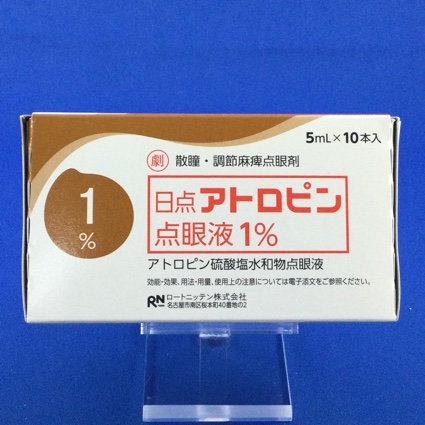 5mL×10本入
劇 散瞳・調節麻痺点眼剤
1
%
日点アトロピン
点眼液1%
アトロピン硫酸塩水和物点眼液
効能・効果、用法・用量、使用上の注意については電子添文をご参照ください。
RN ロートニッテン株式会社
名古屋市南区桜本町40番地の2